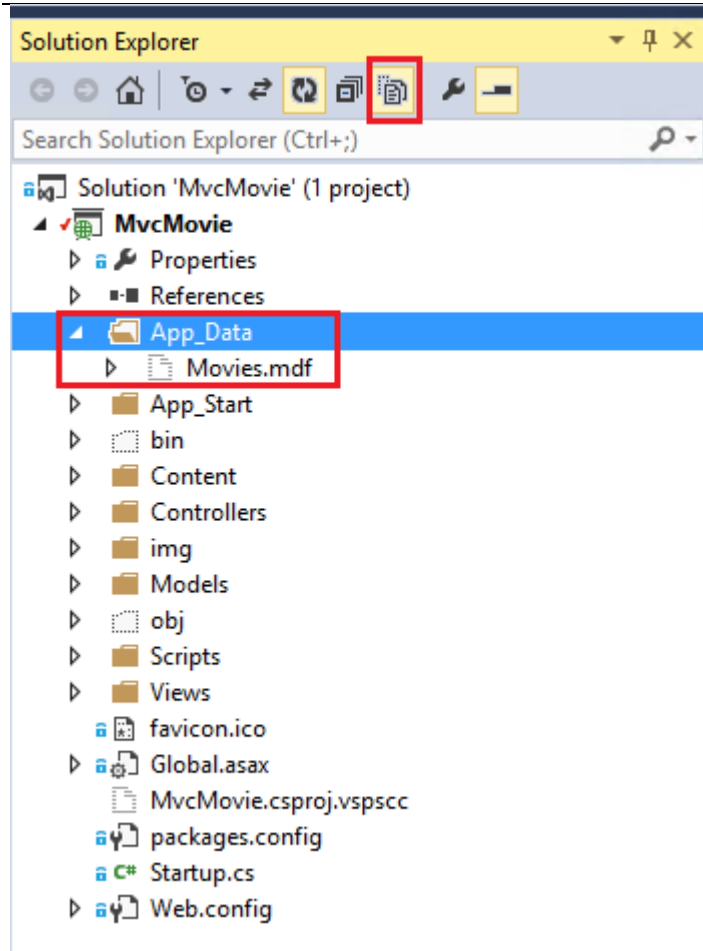 Solution Explorer
Search Solution Explorer (Ctrl+;)
Solution 'MvcMovie' (1 project)
MvcMovie
Properties
References
App_Data
Movies.mdf
App_Start
bin
Content
Controllers
img
Models
obj
Scripts
Views
favicon.ico
Global.asax
MvcMovie.csproj.vspscc
packages.config
C# Startup.cs
Web.config